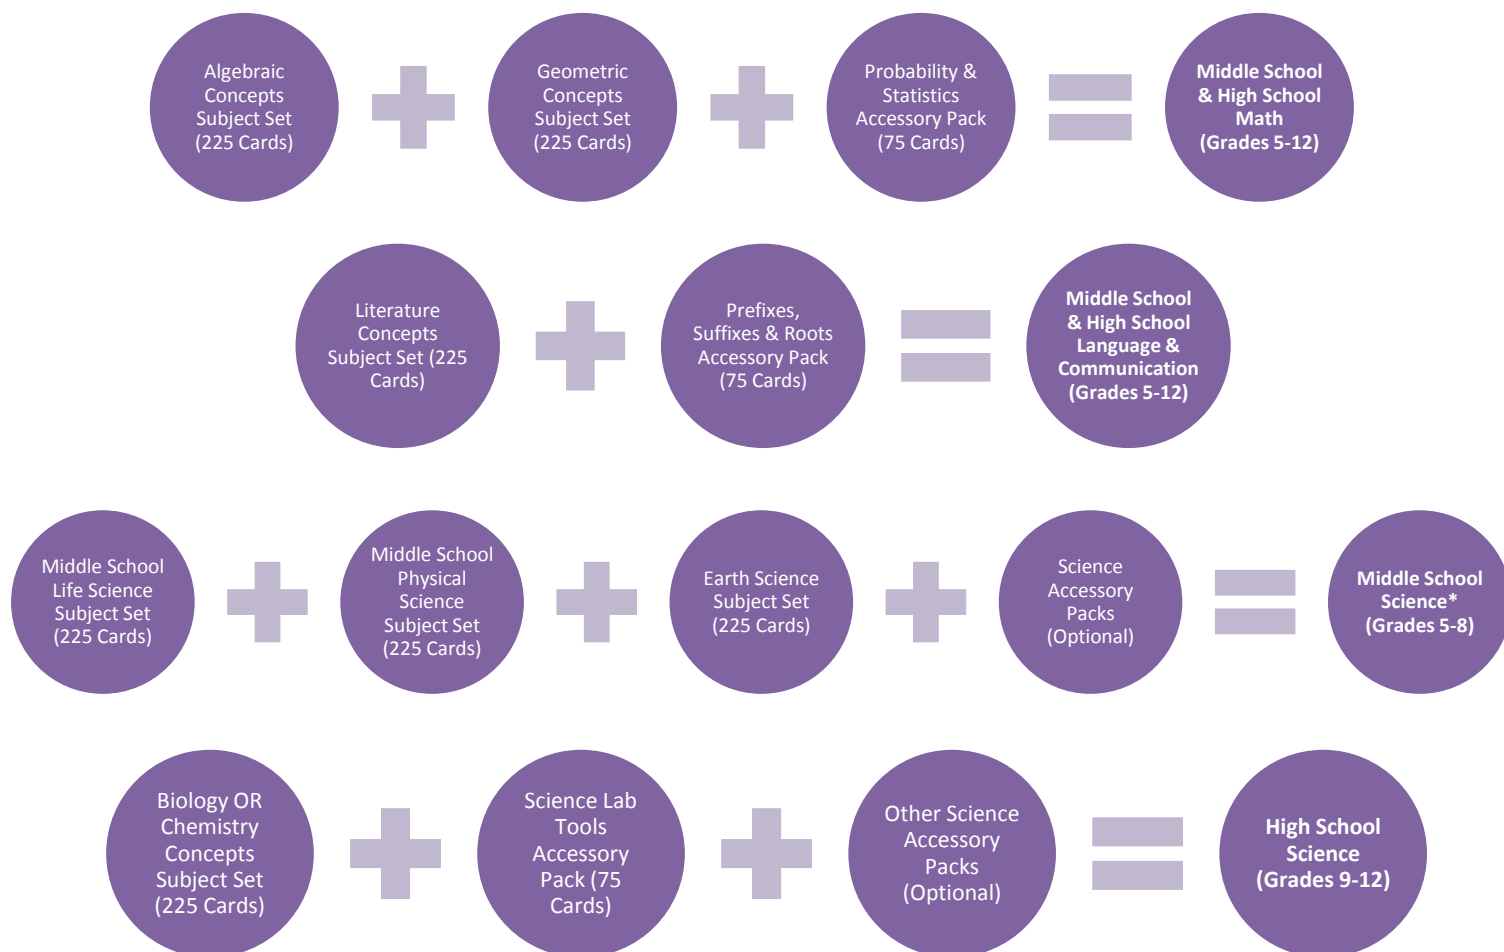 Algebraic
Concepts
Subject Set
(225 Cards)
Geometric
Concepts
Subject Set
(225 Cards)
Probability &
Statistics
Accessory Pack
(75 Cards)
Middle School
& High School
Math
(Grades 5-12)
Literature
Concepts
Subject Set (225
Cards)
Prefixes,
Suffixes & Roots
Accessory Pack
(75 Cards)
Middle School
& High School
Language &
Communication
(Grades 5-12)
Middle School
Life Science
Subject Set
(225 Cards)
Middle School
Physical
Science
Subject Set
(225 Cards)
Earth Science
Subject Set
(225 Cards)
Science
Accessory
Packs
(Optional)
Middle School
Science*
(Grades 5-8)
Biology OR
Chemistry
Concepts
Subject Set
(225 Cards)
Science Lab
Tools
Accessory
Pack (75
Cards)
Other Science
Accessory
Packs
(Optional)
High School
Science
(Grades 9-12)